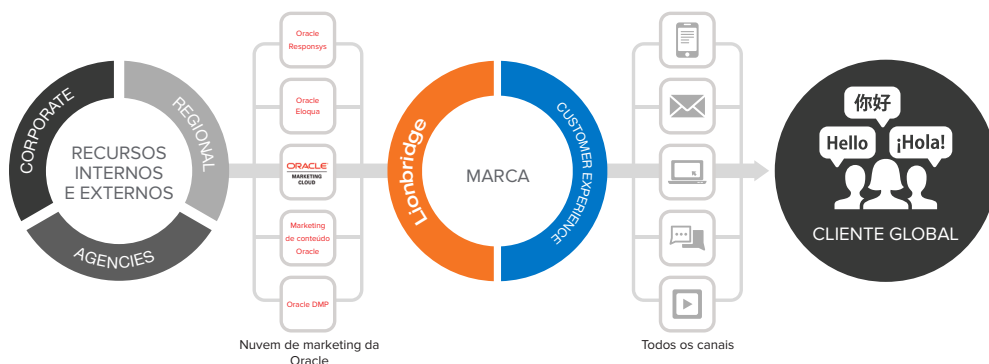 CORPORATE
REGIONAL
AGENCIES
RECURSOS
INTERNOS
E EXTERNOS
Oracle
Responsys
Oracle
Eloqua
ORACLE
MARKETING
CLOUD
Marketing
de conteúdo
Oracle
Oracle DMP
Nuvem de marketing da
Oracle
Lionbridge
MARCA
CUSTOMER EXPERIENCE
Todos os canais
你好
Hello
¡Hola!
CLIENTE GLOBAL